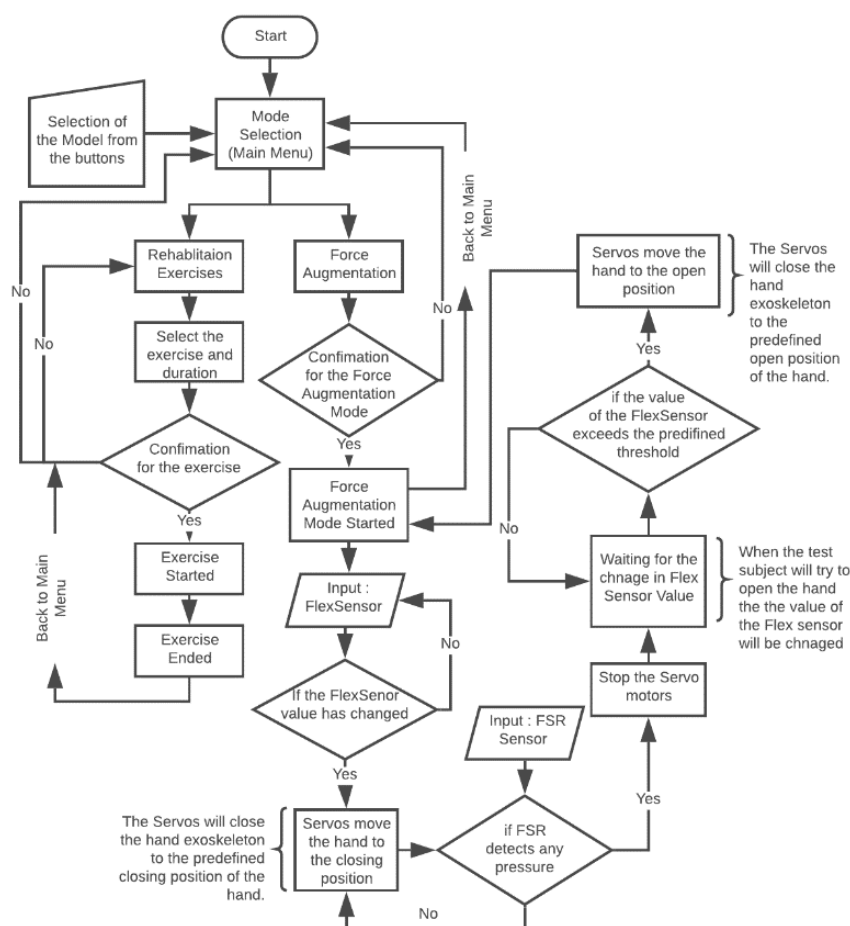 Start
Selection of
the Model from
the buttons
Mode
Selection
(Main Menu)
Back to Main
Menu
Rehablitaion
Exercises
Force
Augmentation
Servos move the
hand to the open
position
The Servos
will close the
hand
exoskeleton
to the
predefined
open position
of the hand.
No
No
No
Select the
exercise and
duration
Confimation
for the Force
Augmentation
Mode
Yes
if the value
of the FlexSensor
exceeds the predifined
threshold
Confimation
for the exercise
Yes
Yes
Force
Augmentation
Mode Started
No
Back to Main
Menu
Exercise
Started
Input :
FlexSensor
Waiting for the
chnage in Flex
Sensor Value
When the test
subject will try to
open the hand
the the value of
the Flex sensor
will be chnaged
Exercise
Ended
No
If the FlexSenor
value has changed
Stop the Servo
motors
Input : FSR
Sensor
Yes
Yes
The Servos will close
the hand exoskeleton
to the predefined
closing position of the
hand.
Servos move
the hand to
the closing
position
if FSR
detects any
pressure
No